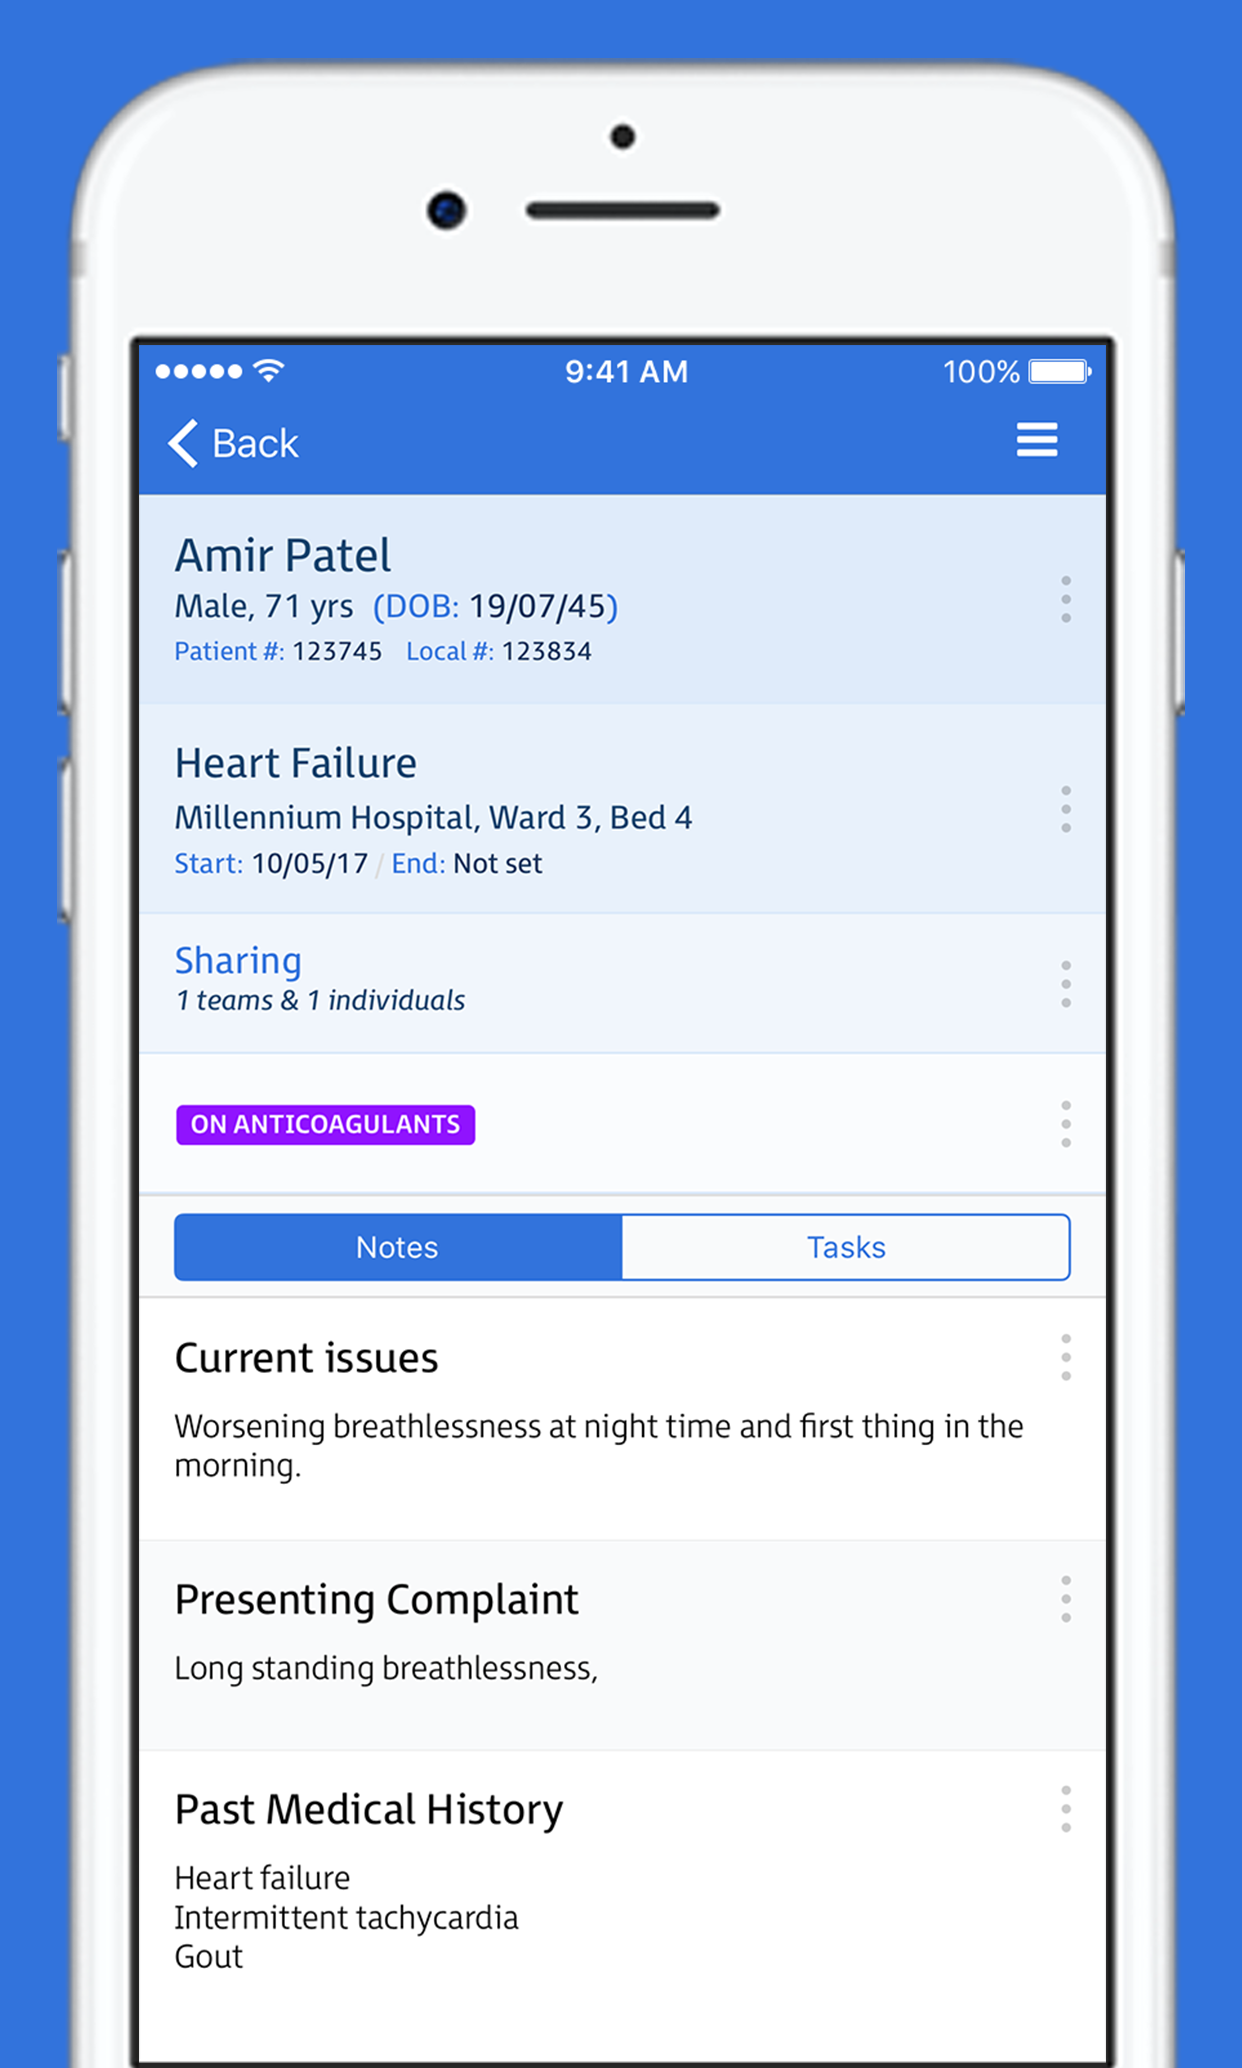 9:41 AM
100%
Back
Amir Patel
Male, 71 yrs (DOB: 19/07/45)
Patient #: 123745 Local #: 123834
Heart Failure
Millennium Hospital, Ward 3, Bed 4
Start: 10/05/17 / End: Not set
Sharing
1 teams & 1 individuals
ON ANTICOAGULANTS
Notes
Tasks
Current issues
Worsening breathlessness at night time and first thing in the
morning.
Presenting Complaint
Long standing breathlessness,
Past Medical History
Heart failure
Intermittent tachycardia
Gout